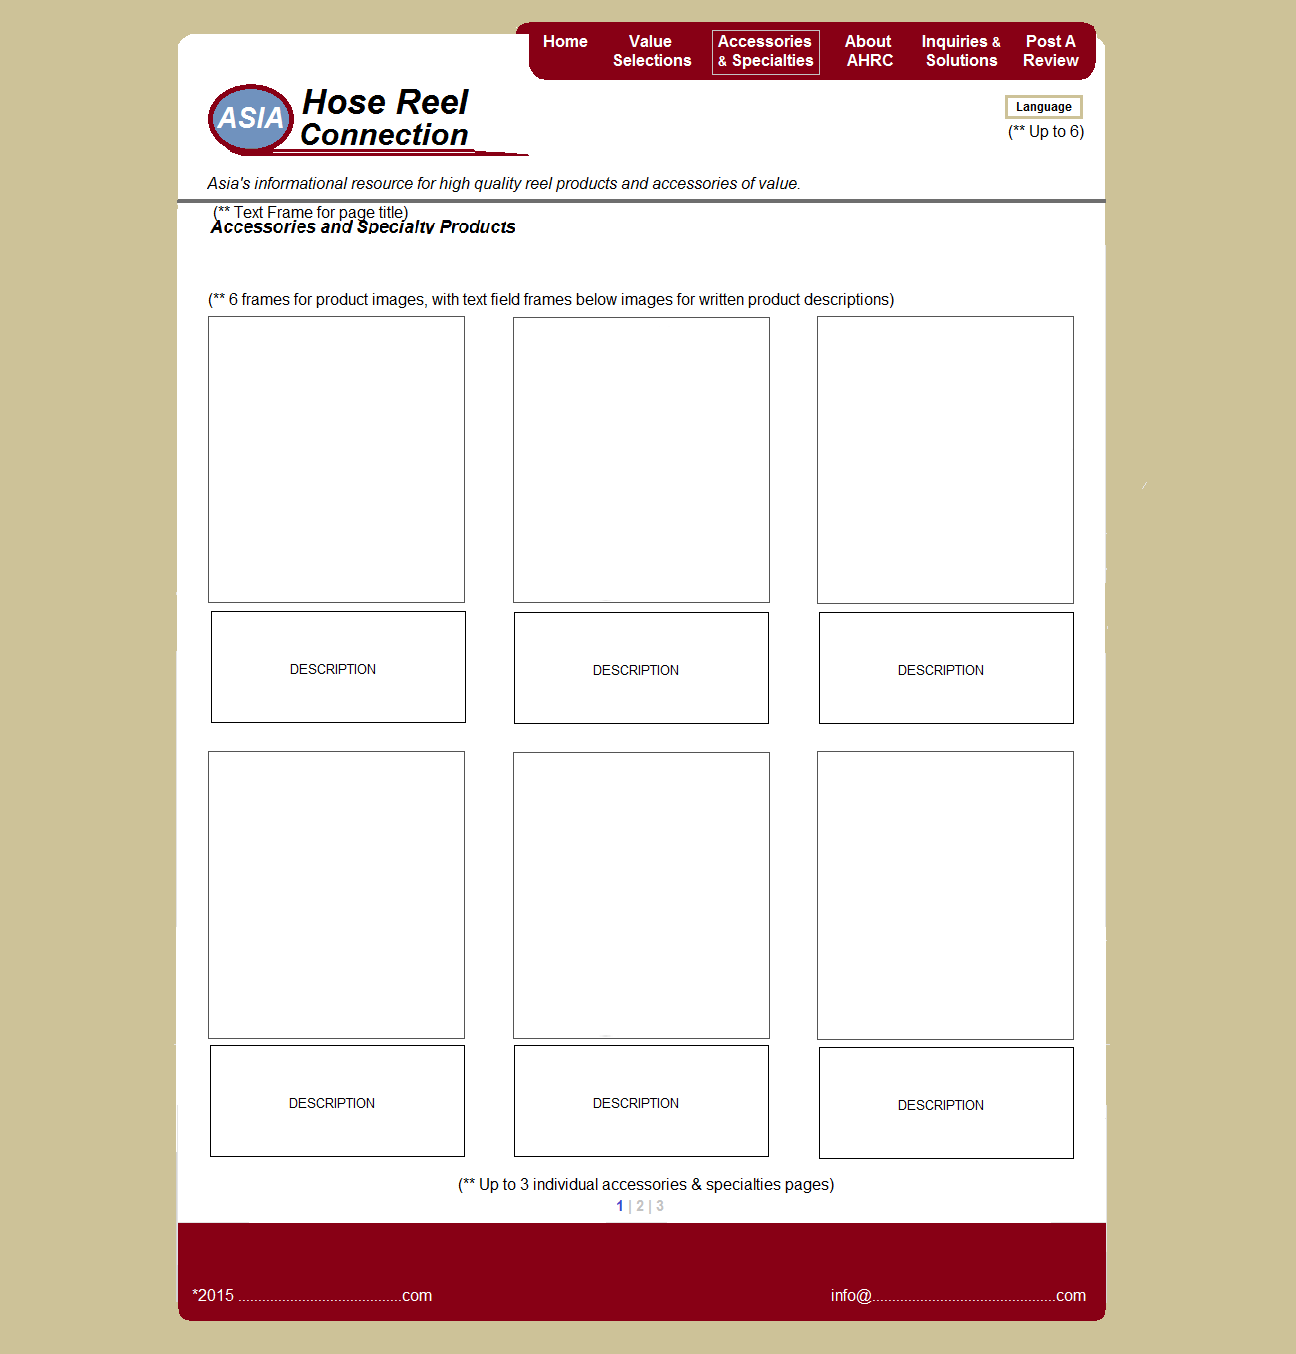 Home
Value Selections
Accessories & Specialties
About AHRC
Inquiries & Solutions
Post A Review
ASIA
Hose Reel
Connection
Language
(** Up to 6)
Asia's informational resource for high quality reel products and accessories of value.
(** Text Frame for page title)
Accessories and Specialty Products
(** 6 frames for product images, with text field frames below images for written product descriptions)
DESCRIPTION
DESCRIPTION
DESCRIPTION
DESCRIPTION
DESCRIPTION
DESCRIPTION
(** Up to 3 individual accessories & specialties pages)
1 | 2 | 3
*2015 .........................................com
info@..............................................com